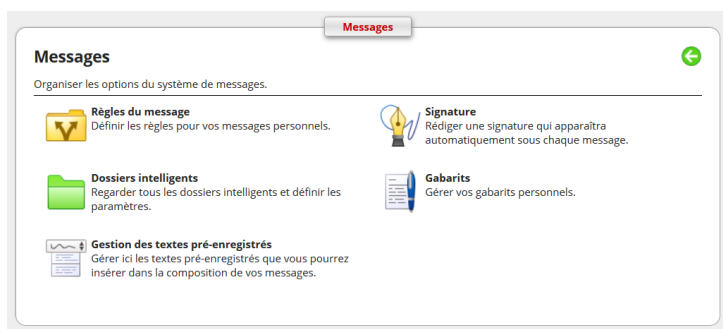 Messages
Messages
Organiser les options du système de messages.
Règles du message
Définir les règles pour vos messages personnels.
Signature
Rédiger une signature qui apparaîtra
automatiquement sous chaque message.
Dossiers intelligents
Regarder tous les dossiers intelligents et définir les
paramètres.
Gabarits
Gérer vos gabarits personnels.
Gestion des textes pré-enregistrés
Gérer ici les textes pré-enregistrés que vous pourrez
insérer dans la composition de vos messages.